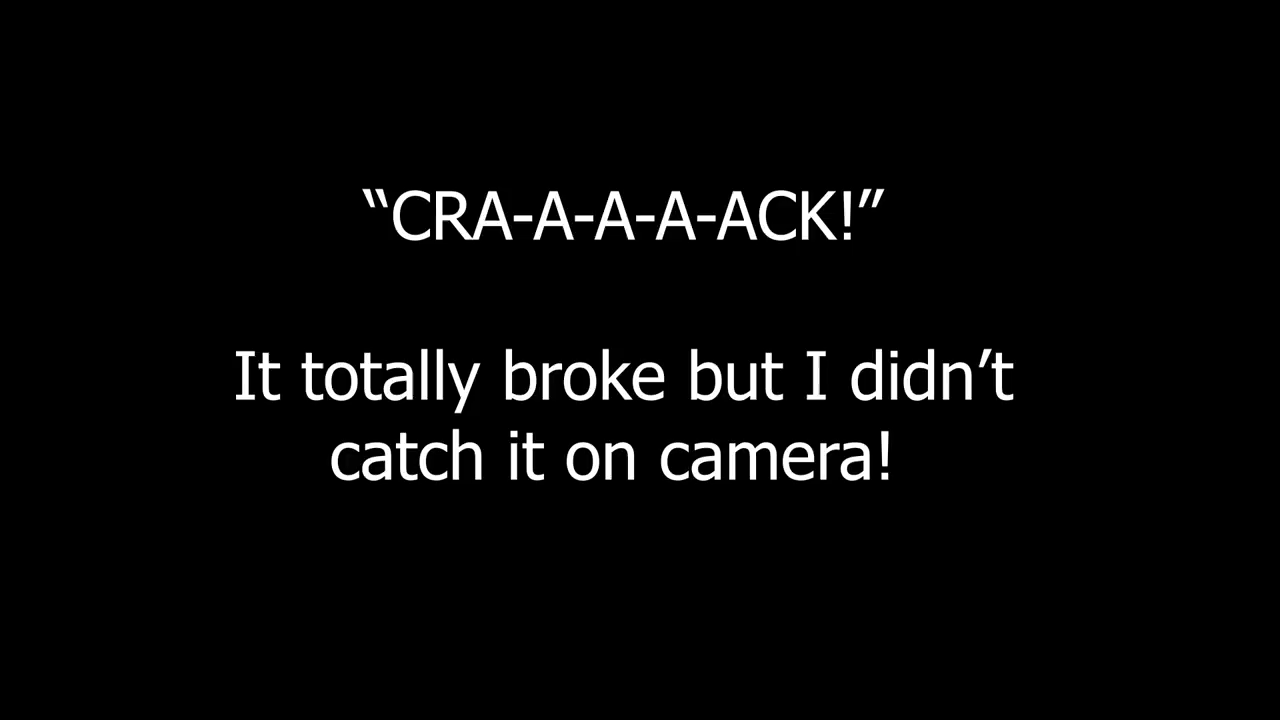 “CRA-A-A-A-ACK!”
It totally broke but I didn’t
catch it on camera!